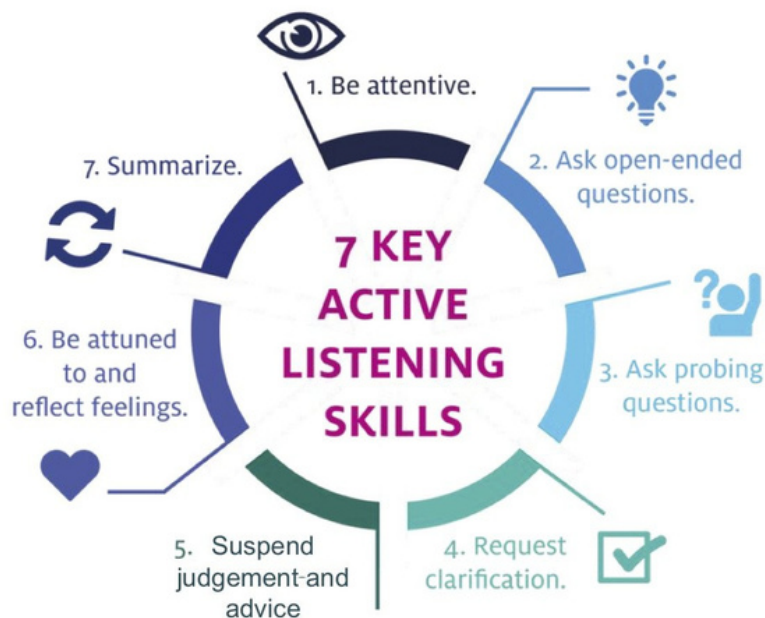 1. Be attentive.
2. Ask open-ended
questions.
3. Ask probing
questions.
4. Request
clarification.
5. Suspend
judgement-and
advice
6. Be attuned
to and
reflect feelings.
7. Summarize.
7 KEY
ACTIVE
LISTENING
SKILLS
?